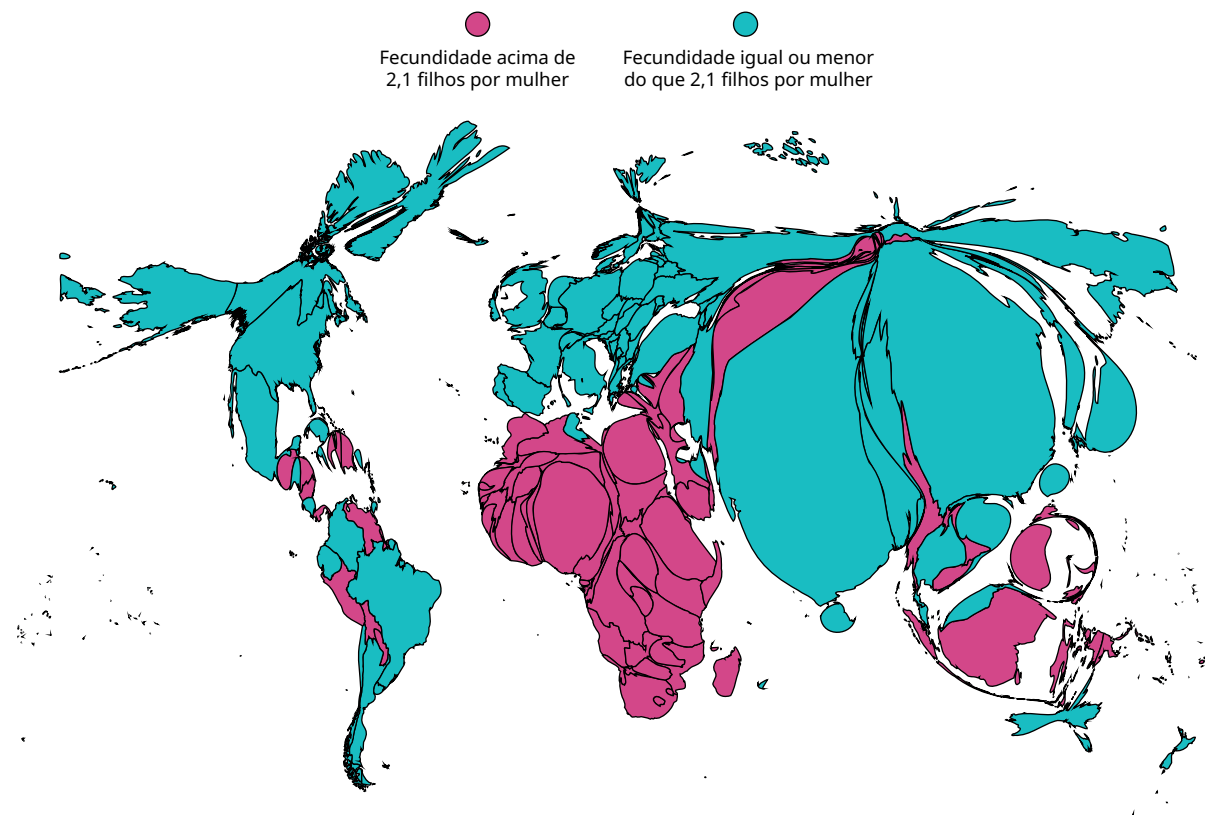 Fecundidade acima de
2,1 filhos por mulher
Fecundidade igual ou menor
do que 2,1 filhos por mulher